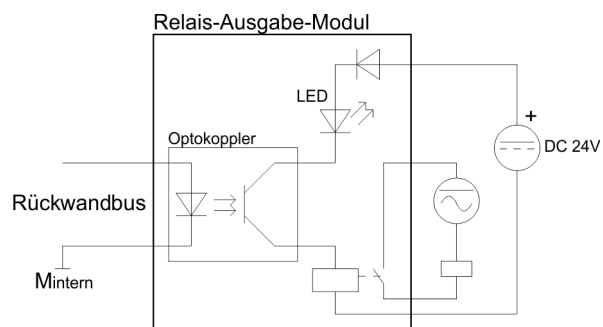 Relais-Ausgabe-Modul
LED
+
Optokoppler
DC 24V
Rückwandbus
Mintern